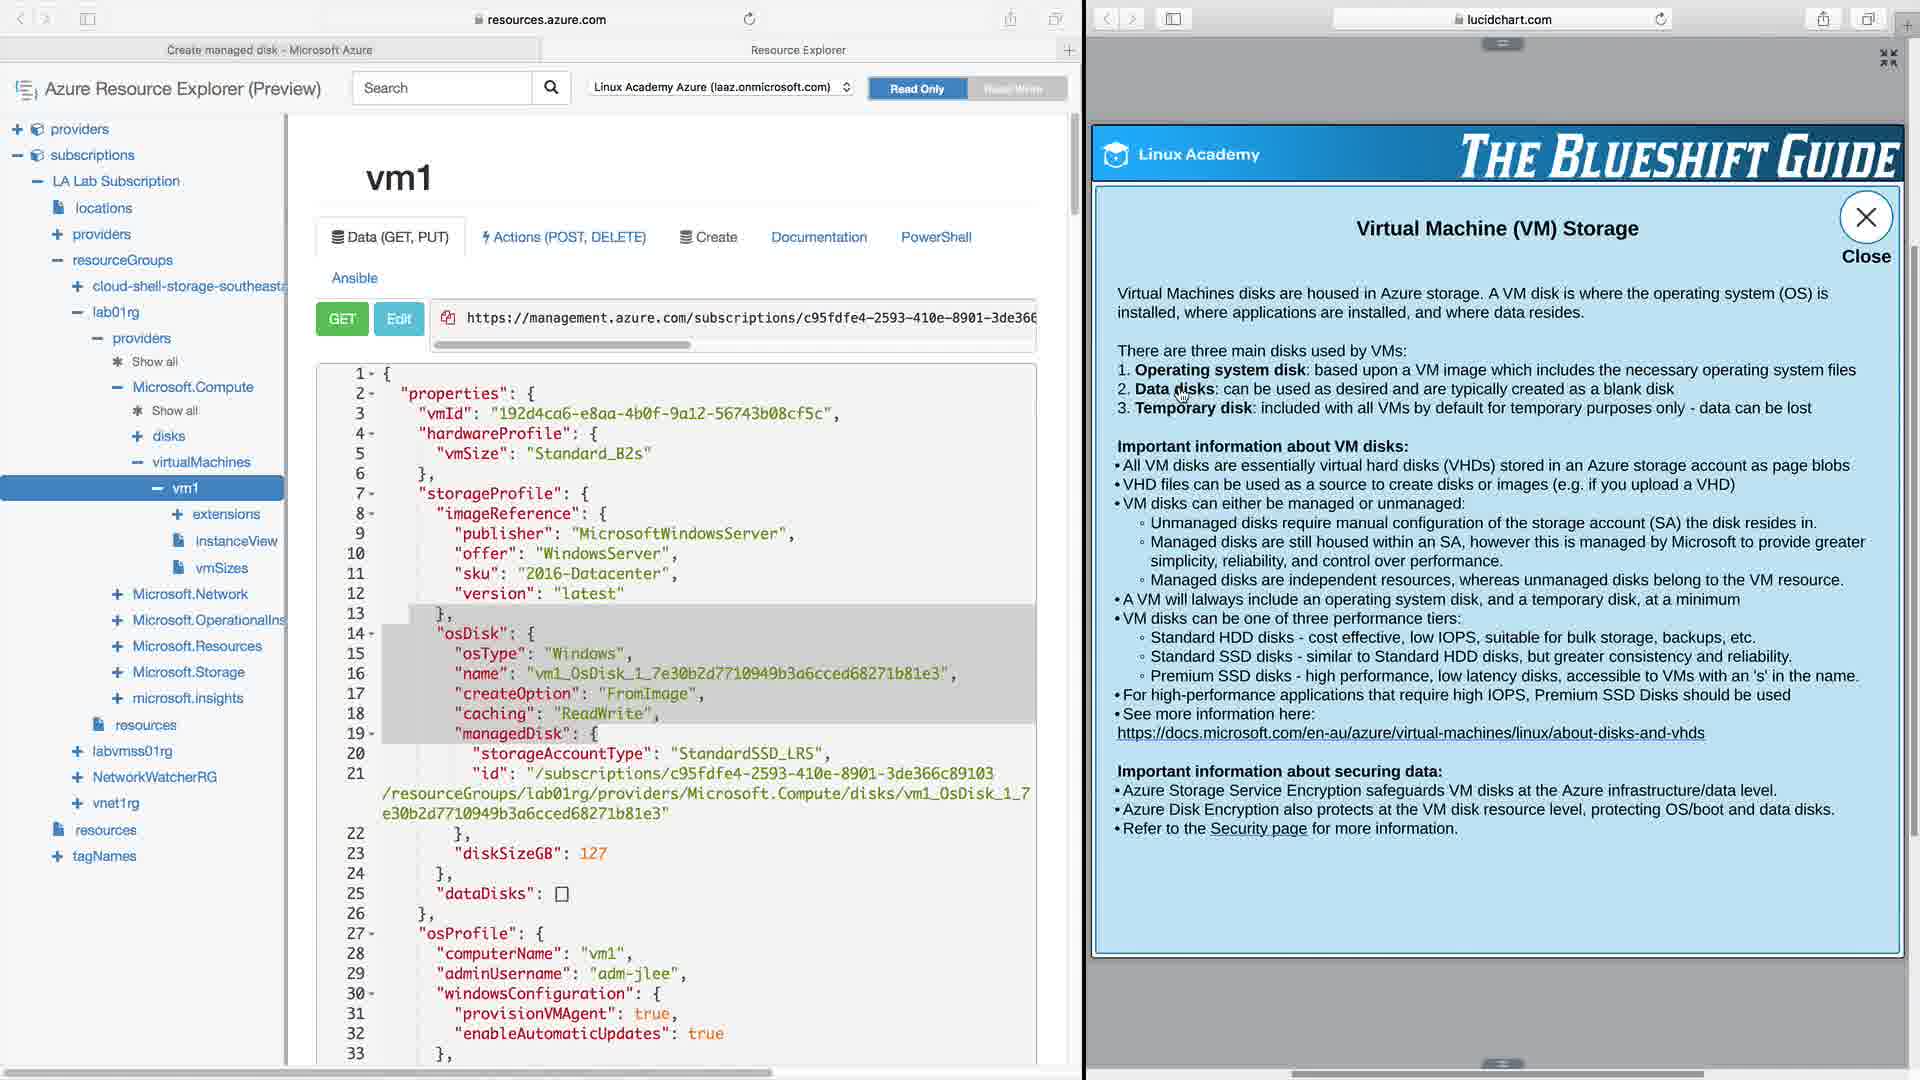 resources.azure.com
Create managed disk - Microsoft Azure
Resource Explorer
Azure Resource Explorer (Preview)
Search
Linux Academy Azure (laaz.onmicrosoft.com)
Read Only
Read/Write
providers
subscriptions
LA Lab Subscription
locations
providers
resourceGroups
cloud-shell-storage-southeasta
lab01rg
providers
Show all
Microsoft.Compute
Show all
disks
virtualMachines
vm1
extensions
instanceView
vmSizes
Microsoft.Network
Microsoft.OperationalIns
Microsoft.Resources
Microsoft.Storage
microsoft.insights
resources
labvmss01rg
NetworkWatcherRG
vnet1rg
resources
tagNames
vm1
Data (GET, PUT)
Actions (POST, DELETE)
Create
Documentation
PowerShell
Ansible
GET
Edit
https://management.azure.com/subscriptions/c95fdfe4-2593-410e-8901-3de366
1 {
2 "properties": {
3 "vmId": "192d4ca6-e8aa-4b0f-9a12-56743b08cf5c",
4 "hardwareProfile": {
5 "vmSize": "Standard_B2s"
6 },
7 "storageProfile": {
8 "imageReference": {
9 "publisher": "MicrosoftWindowsServer",
10 "offer": "WindowsServer",
11 "sku": "2016-Datacenter",
12 "version": "latest"
13 },
14 "osDisk": {
15 "osType": "Windows",
16 "name": "vm1_OsDisk_1_7e30b2d7710949b3a6cced68271b81e3",
17 "createOption": "FromImage",
18 "caching": "ReadWrite",
19 "managedDisk": {
20 "storageAccountType": "StandardSSD_LRS",
21 "id": "/subscriptions/c95fdfe4-2593-410e-8901-3de366c89103
/resourceGroups/lab01rg/providers/Microsoft.Compute/disks/vm1_OsDisk_1_7
e30b2d7710949b3a6cced68271b81e3"
22 },
23 "diskSizeGB": 127
24 },
25 "dataDisks": []
26 },
27 "osProfile": {
28 "computerName": "vm1",
29 "adminUsername": "adm-jlee",
30 "windowsConfiguration": {
31 "provisionVMAgent": true,
32 "enableAutomaticUpdates": true
33 },
lucidchart.com
Linux Academy
THE BLUESHIFT GUIDE
Virtual Machine (VM) Storage
Close
Virtual Machines disks are housed in Azure storage. A VM disk is where the operating system (OS) is
installed, where applications are installed, and where data resides.
There are three main disks used by VMs:
1. Operating system disk: based upon a VM image which includes the necessary operating system files
2. Data disks: can be used as desired and are typically created as a blank disk
3. Temporary disk: included with all VMs by default for temporary purposes only - data can be lost
Important information about VM disks:
• All VM disks are essentially virtual hard disks (VHDs) stored in an Azure storage account as page blobs
• VHD files can be used as a source to create disks or images (e.g. if you upload a VHD)
• VM disks can either be managed or unmanaged:
◦ Unmanaged disks require manual configuration of the storage account (SA) the disk resides in.
◦ Managed disks are still housed within an SA, however this is managed by Microsoft to provide greater
simplicity, reliability, and control over performance.
◦ Managed disks are independent resources, whereas unmanaged disks belong to the VM resource.
• A VM will lalways include an operating system disk, and a temporary disk, at a minimum
• VM disks can be one of three performance tiers:
◦ Standard HDD disks - cost effective, low IOPS, suitable for bulk storage, backups, etc.
◦ Standard SSD disks - similar to Standard HDD disks, but greater consistency and reliability.
◦ Premium SSD disks - high performance, low latency disks, accessible to VMs with an 's' in the name.
• For high-performance applications that require high IOPS, Premium SSD Disks should be used
• See more information here:
https://docs.microsoft.com/en-au/azure/virtual-machines/linux/about-disks-and-vhds
Important information about securing data:
• Azure Storage Service Encryption safeguards VM disks at the Azure infrastructure/data level.
• Azure Disk Encryption also protects at the VM disk resource level, protecting OS/boot and data disks.
• Refer to the Security page for more information.